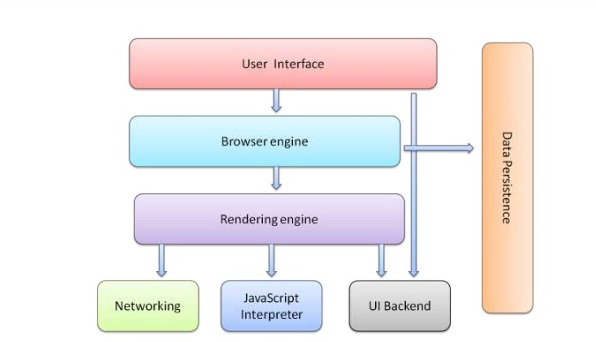 User Interface
Browser engine
Rendering engine
Networking
JavaScript
Interpreter
UI Backend
Data Persistence